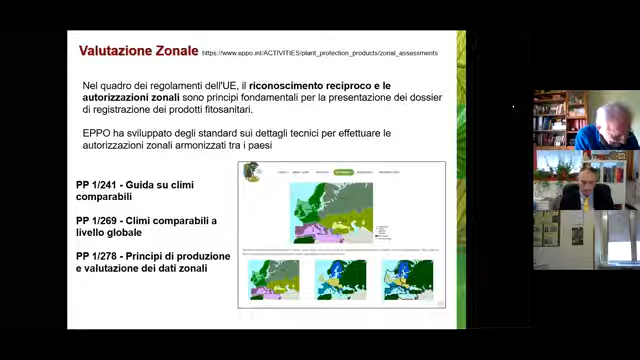 Valutazione Zonale https://www.eppo.int/ACTIVITIES/plant_protection_products/zonal_assessments
Nel quadro dei regolamenti dell'UE, il riconoscimento reciproco e le
autorizzazioni zonali sono principi fondamentali per la presentazione dei dossier
di registrazione dei prodotti fitosanitari.
EPPO ha sviluppato degli standard sui dettagli tecnici per effettuare le
autorizzazioni zonali armonizzati tra i paesi
PP 1/241 - Guida su climi
comparabili
PP 1/269 - Climi comparabili a
livello globale
PP 1/278 - Principi di produzione
e valutazione dei dati zonali